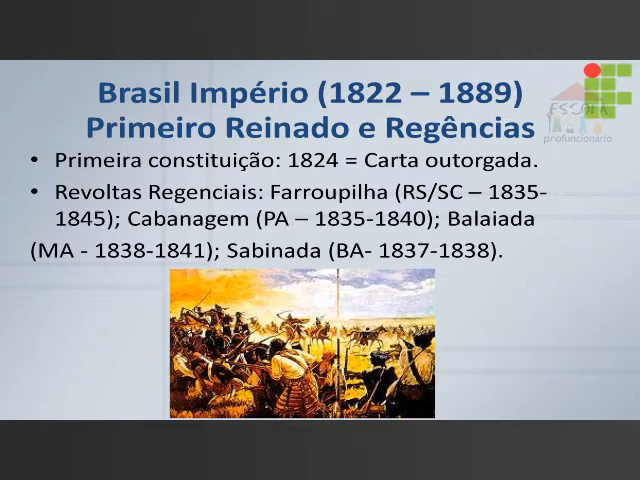 Brasil Império (1822 – 1889)
Primeiro Reinado e Regências
ESCOLA
profuncionário
• Primeira constituição: 1824 = Carta outorgada.
• Revoltas Regenciais: Farroupilha (RS/SC – 1835-
1845); Cabanagem (PA – 1835-1840); Balaiada
(MA - 1838-1841); Sabinada (BA- 1837-1838).